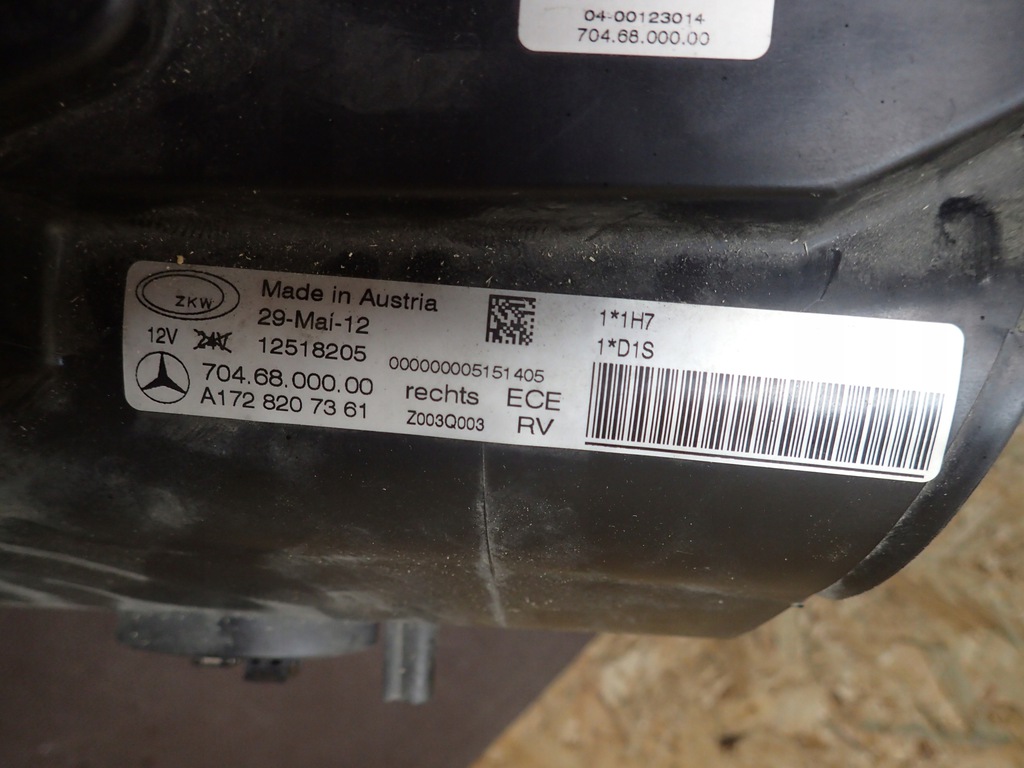 04-00123014
704.68.000.00
ZKW
Made in Austria
29-Mai-12
12V 24V 12518205
000000005151405
704.68.000.00
rechts ECE
A172 820 73 61
Z003Q003 RV
1*1H7
1*D1S